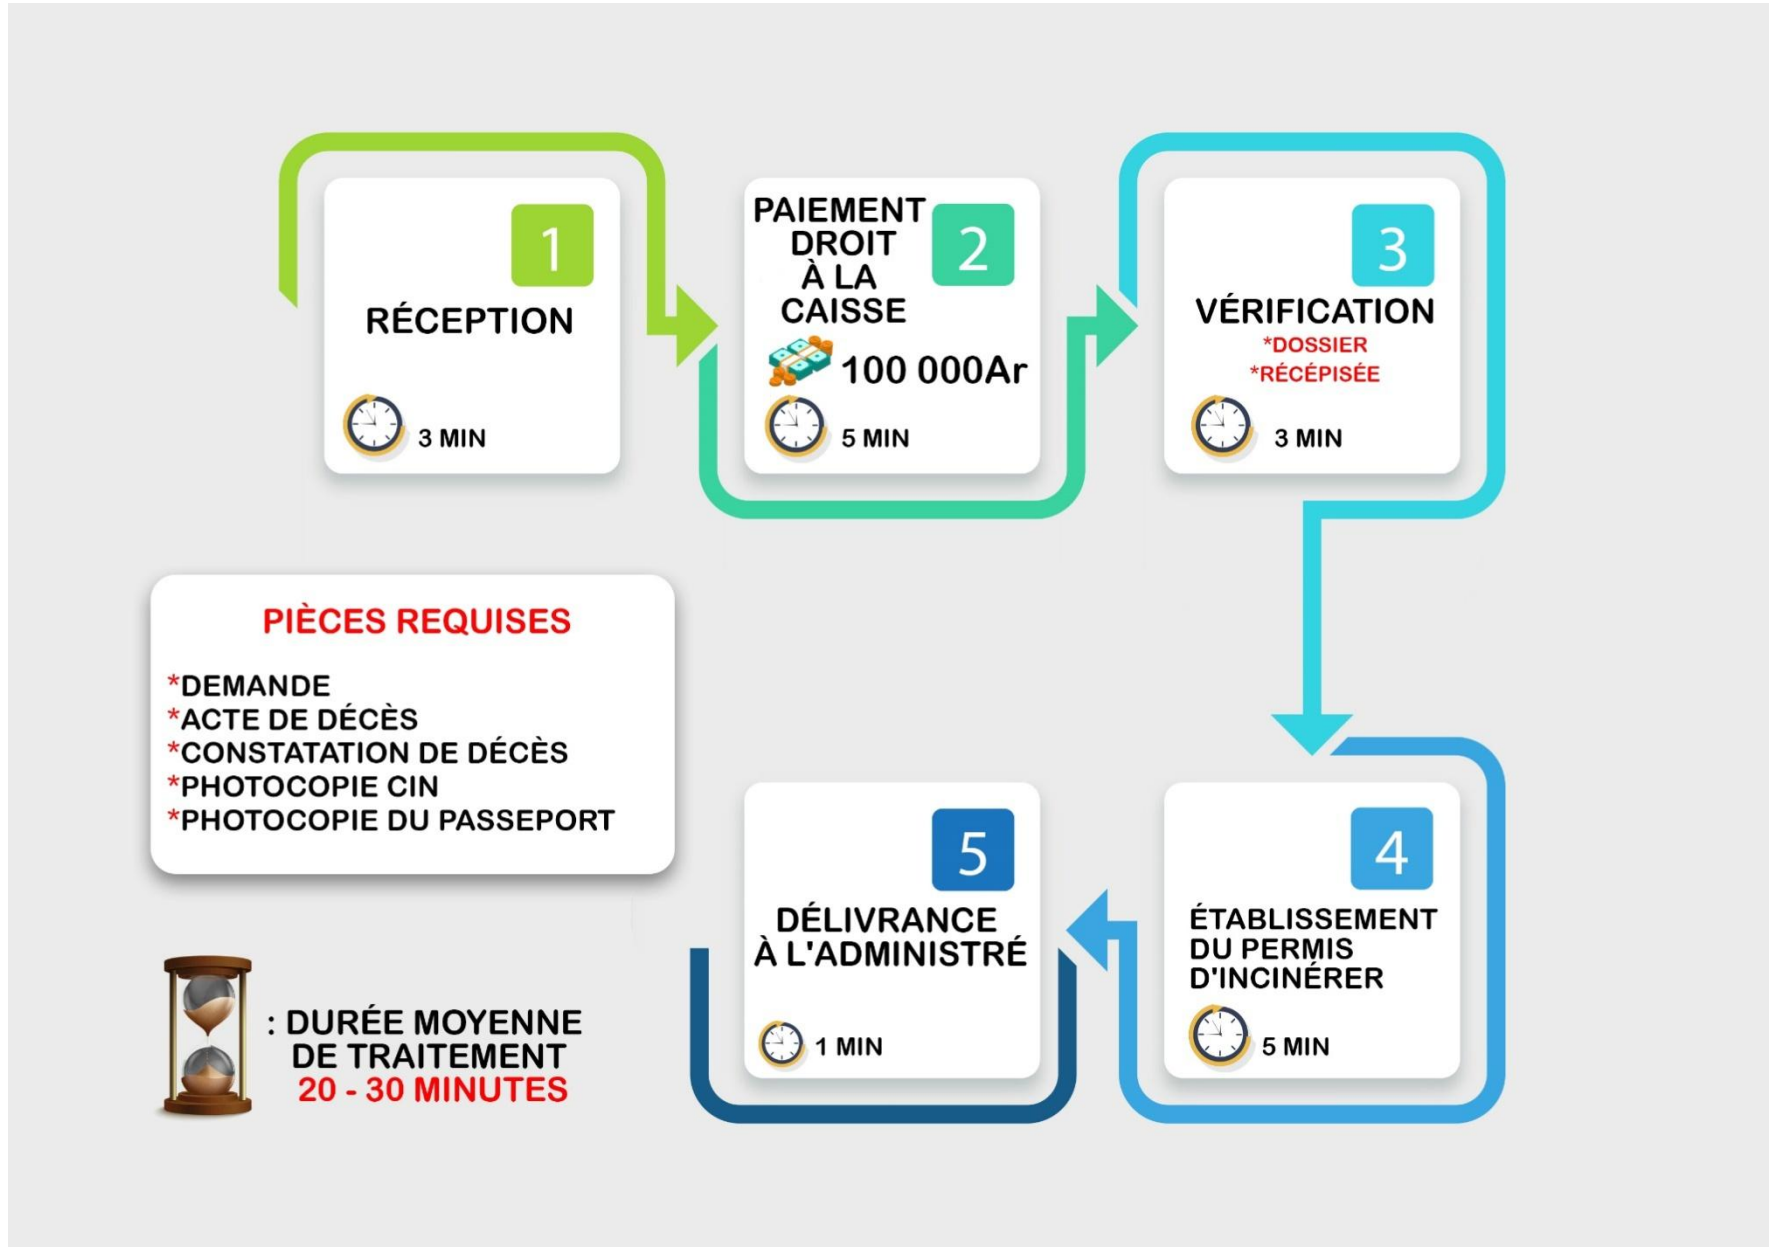 1
RÉCEPTION
3 MIN
PAIEMENT
DROIT
À LA
CAISSE
2
100 000Ar
5 MIN
3
VÉRIFICATION
*DOSSIER
*RÉCÉPISÉE
3 MIN
PIÈCES REQUISES
*DEMANDE
*ACTE DE DÉCÈS
*CONSTATATION DE DÉCÈS
*PHOTOCOPIE CIN
*PHOTOCOPIE DU PASSEPORT
4
ÉTABLISSEMENT
DU PERMIS
D'INCINÉRER
5 MIN
5
DÉLIVRANCE
À L'ADMINISTRÉ
1 MIN
: DURÉE MOYENNE
DE TRAITEMENT
20 - 30 MINUTES